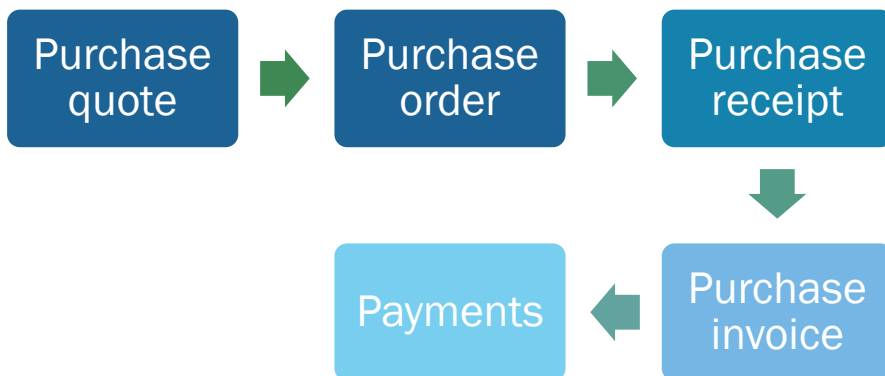 Purchase
quote
Purchase
order
Purchase
receipt
Purchase
invoice
Payments